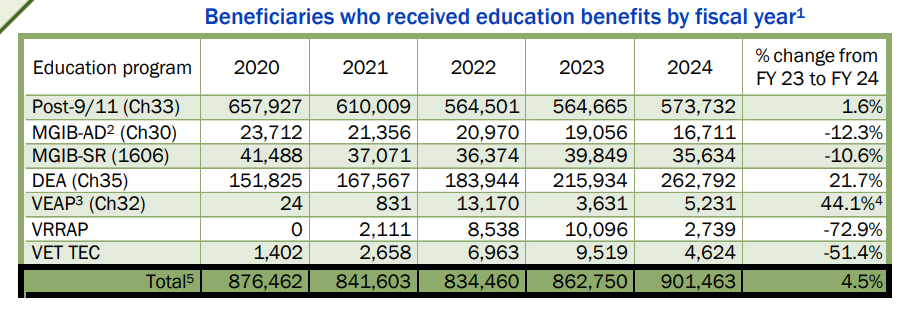 Beneficiaries who received education benefits by fiscal year¹
Education program 2020 2021 2022 2023 2024 % change from FY 23 to FY 24
Post-9/11 (Ch33) 657,927 610,009 564,501 564,665 573,732 1.6%
MGIB-AD² (Ch30) 23,712 21,356 20,970 19,056 16,711 -12.3%
MGIB-SR (1606) 41,488 37,071 36,374 39,849 35,634 -10.6%
DEA (Ch35) 151,825 167,567 183,944 215,934 262,792 21.7%
VEAP³ (Ch32) 24 831 13,170 3,631 5,231 44.1%⁴
VRRAP 0 2,111 8,538 10,096 2,739 -72.9%
VET TEC 1,402 2,658 6,963 9,519 4,624 -51.4%
Total⁵ 876,462 841,603 834,460 862,750 901,463 4.5%